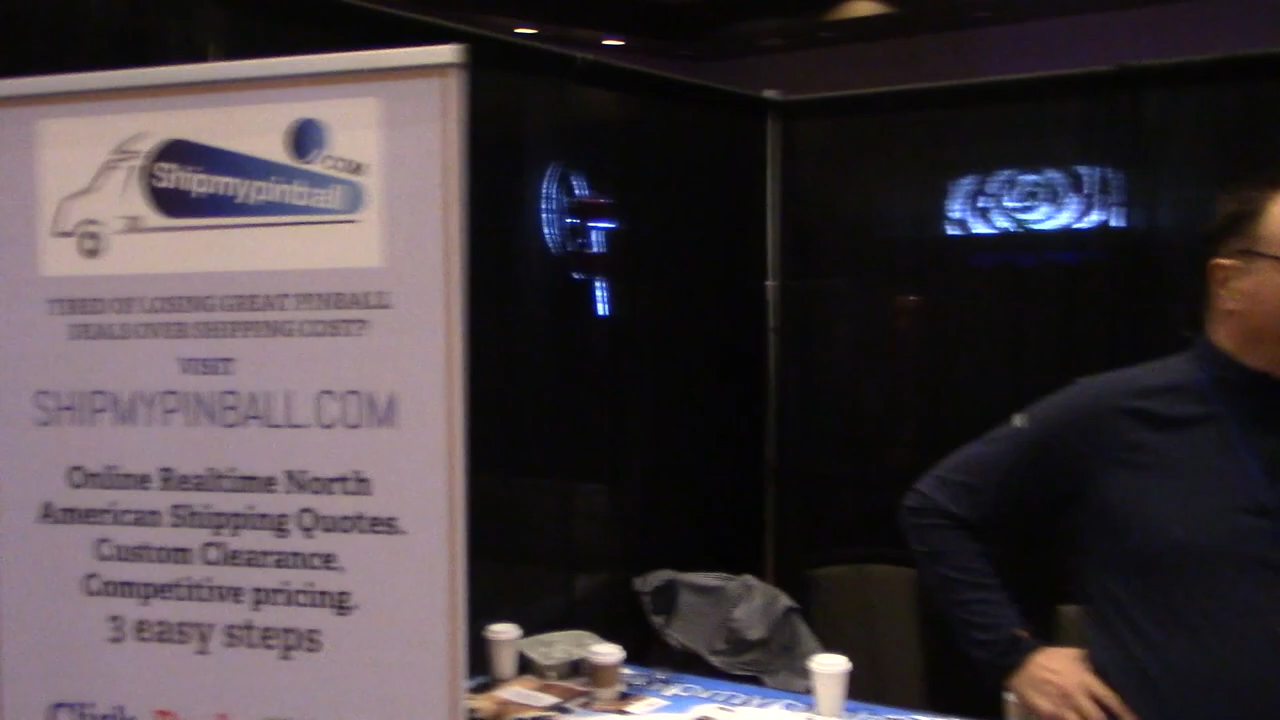 Shipmypinball
.COM
TIRED OF LOSING GREAT PINBALL
DEALS OVER SHIPPING COST?
VISIT
SHIPMYPINBALL.COM
Online Realtime North
American Shipping Quotes.
Custom Clearance.
Competitive pricing.
3 easy steps